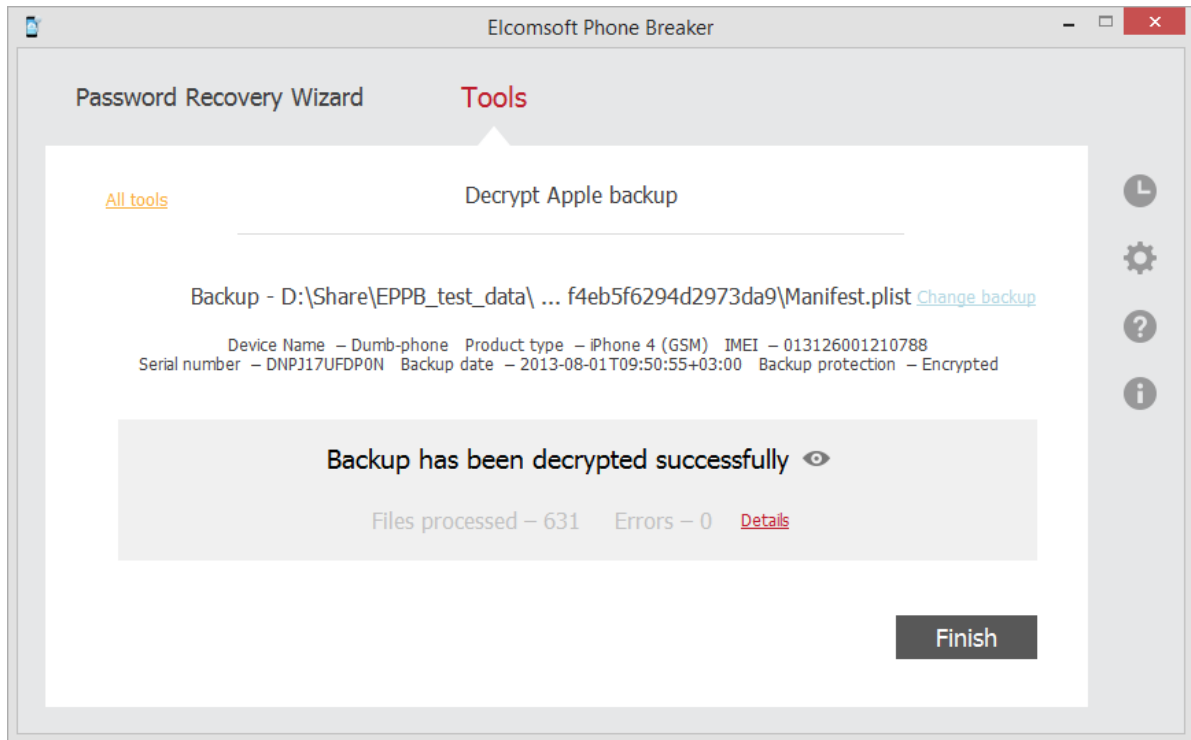 Elcomsoft Phone Breaker
Password Recovery Wizard Tools
All tools Decrypt Apple backup
Backup - D:\Share\EPPB_test_data\ ... f4eb5f6294d2973da9\Manifest.plist Change backup
Device Name – Dumb-phone Product type – iPhone 4 (GSM) IMEI – 013126001210788
Serial number – DNPJ17UFDP0N Backup date – 2013-08-01T09:50:55+03:00 Backup protection – Encrypted
Backup has been decrypted successfully
Files processed – 631 Errors – 0 Details
Finish